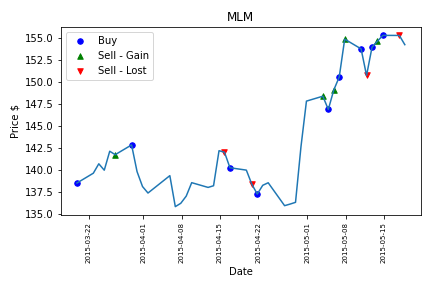 MLM
Buy
Sell - Gain
Sell - Lost
Price $
155.0
152.5
150.0
147.5
145.0
142.5
140.0
137.5
135.0
2015-03-22
2015-04-01
2015-04-08
2015-04-15
2015-04-22
2015-05-01
2015-05-08
2015-05-15
Date